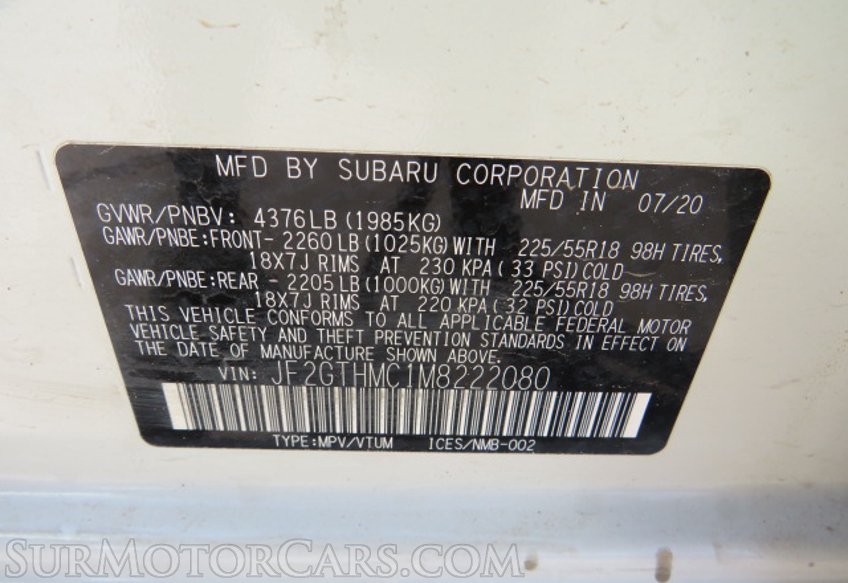 MFD BY SUBARU CORPORATION
MFD IN 07/20
GVWR/PNBV: 4376LB(1985KG)
GAWR/PNBE:FRONT- 2260LB(1025KG)WITH 225/55R18 98H TIRES,
18X7J RIMS AT 230 KPA(33 PSI)COLD
GAWR/PNBE:REAR - 2205LB(1000KG)WITH 225/55R18 98H TIRES,
18X7J RIMS AT 220 KPA(32 PSI)COLD
THIS VEHICLE CONFORMS TO ALL APPLICABLE FEDERAL MOTOR
VEHICLE SAFETY AND THEFT PREVENTION STANDARDS IN EFFECT ON
THE DATE OF MANUFACTURE SHOWN ABOVE.
VIN: JF2GTHMC1M8222080
TYPE:MPV/VTUM ICES/NMB-002
SURMOTORCARS.COM